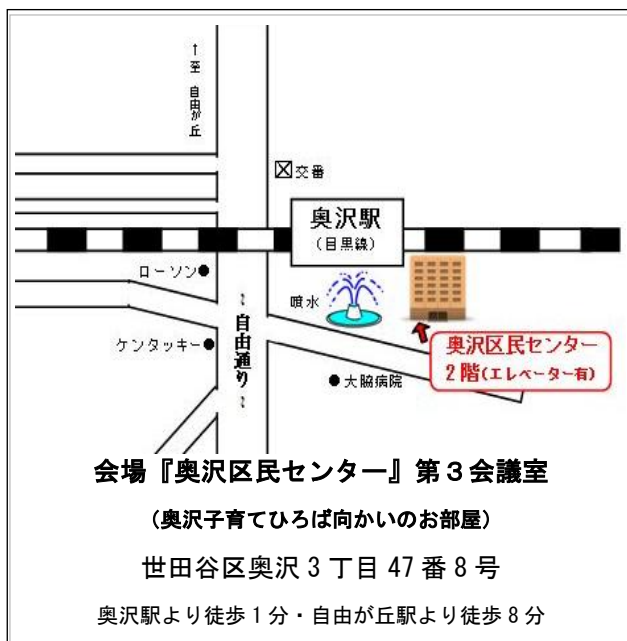 ↑至 自由が丘
交番
奥沢駅
(目黒線)
ローソン
噴水
~自由通り~
ケンタッキー
奥沢区民センター
2階(エレベーター有)
大脇病院
会場『奥沢区民センター』第3会議室
(奥沢子育てひろば向かいのお部屋)
世田谷区奥沢3丁目47番8号
奥沢駅より徒歩1分・自由が丘駅より徒歩8分